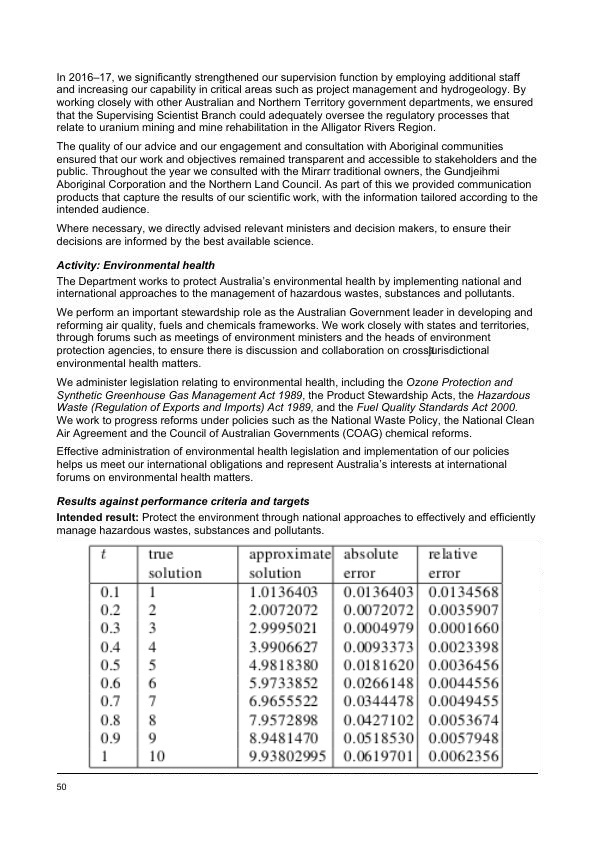 In 2016–17, we significantly strengthened our supervision function by employing additional staff
and increasing our capability in critical areas such as project management and hydrogeology. By
working closely with other Australian and Northern Territory government departments, we ensured
that the Supervising Scientist Branch could adequately oversee the regulatory processes that
relate to uranium mining and mine rehabilitation in the Alligator Rivers Region.
The quality of our advice and our engagement and consultation with Aboriginal communities
ensured that our work and objectives remained transparent and accessible to stakeholders and the
public. Throughout the year we consulted with the Mirarr traditional owners, the Gundjeihmi
Aboriginal Corporation and the Northern Land Council. As part of this we provided communication
products that capture the results of our scientific work, with the information tailored according to the
intended audience.
Where necessary, we directly advised relevant ministers and decision makers, to ensure their
decisions are informed by the best available science.
Activity: Environmental health
The Department works to protect Australia's environmental health by implementing national and
international approaches to the management of hazardous wastes, substances and pollutants.
We perform an important stewardship role as the Australian Government leader in developing and
reforming air quality, fuels and chemicals frameworks. We work closely with states and territories,
through forums such as meetings of environment ministers and the heads of environment
protection agencies, to ensure there is discussion and collaboration on cross-jurisdictional
environmental health matters.
We administer legislation relating to environmental health, including the Ozone Protection and
Synthetic Greenhouse Gas Management Act 1989, the Product Stewardship Acts, the Hazardous
Waste (Regulation of Exports and Imports) Act 1989, and the Fuel Quality Standards Act 2000.
We work to progress reforms under policies such as the National Waste Policy, the National Clean
Air Agreement and the Council of Australian Governments (COAG) chemical reforms.
Effective administration of environmental health legislation and implementation of our policies
helps us meet our international obligations and represent Australia's interests at international
forums on environmental health matters.
Results against performance criteria and targets
Intended result: Protect the environment through national approaches to effectively and efficiently
manage hazardous wastes, substances and pollutants.
t true approximate absolute relative
solution solution error error
0.1 1 1.0136403 0.0136403 0.0134568
0.2 2 2.0072072 0.0072072 0.0035907
0.3 3 2.9995021 0.0004979 0.0001660
0.4 4 3.9906627 0.0093373 0.0023398
0.5 5 4.9818380 0.0181620 0.0036456
0.6 6 5.9733852 0.0266148 0.0044556
0.7 7 6.9655522 0.0344478 0.0049455
0.8 8 7.9572898 0.0427102 0.0053674
0.9 9 8.9481470 0.0518530 0.0057948
1 10 9.93802995 0.0619701 0.0062356
50